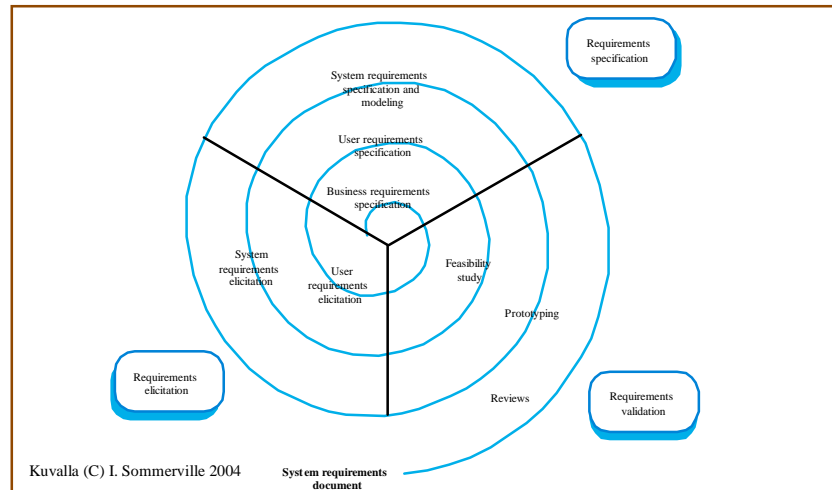 Requirements
specification
System requirements
specification and
modeling
User requirements
specification
Business requirements
specification
System
requirements
elicitation
User
requirements
elicitation
Feasibility
study
Prototyping
Reviews
Requirements
elicitation
Requirements
validation
Kuvalla (C) I. Sommerville 2004
System requirements
document